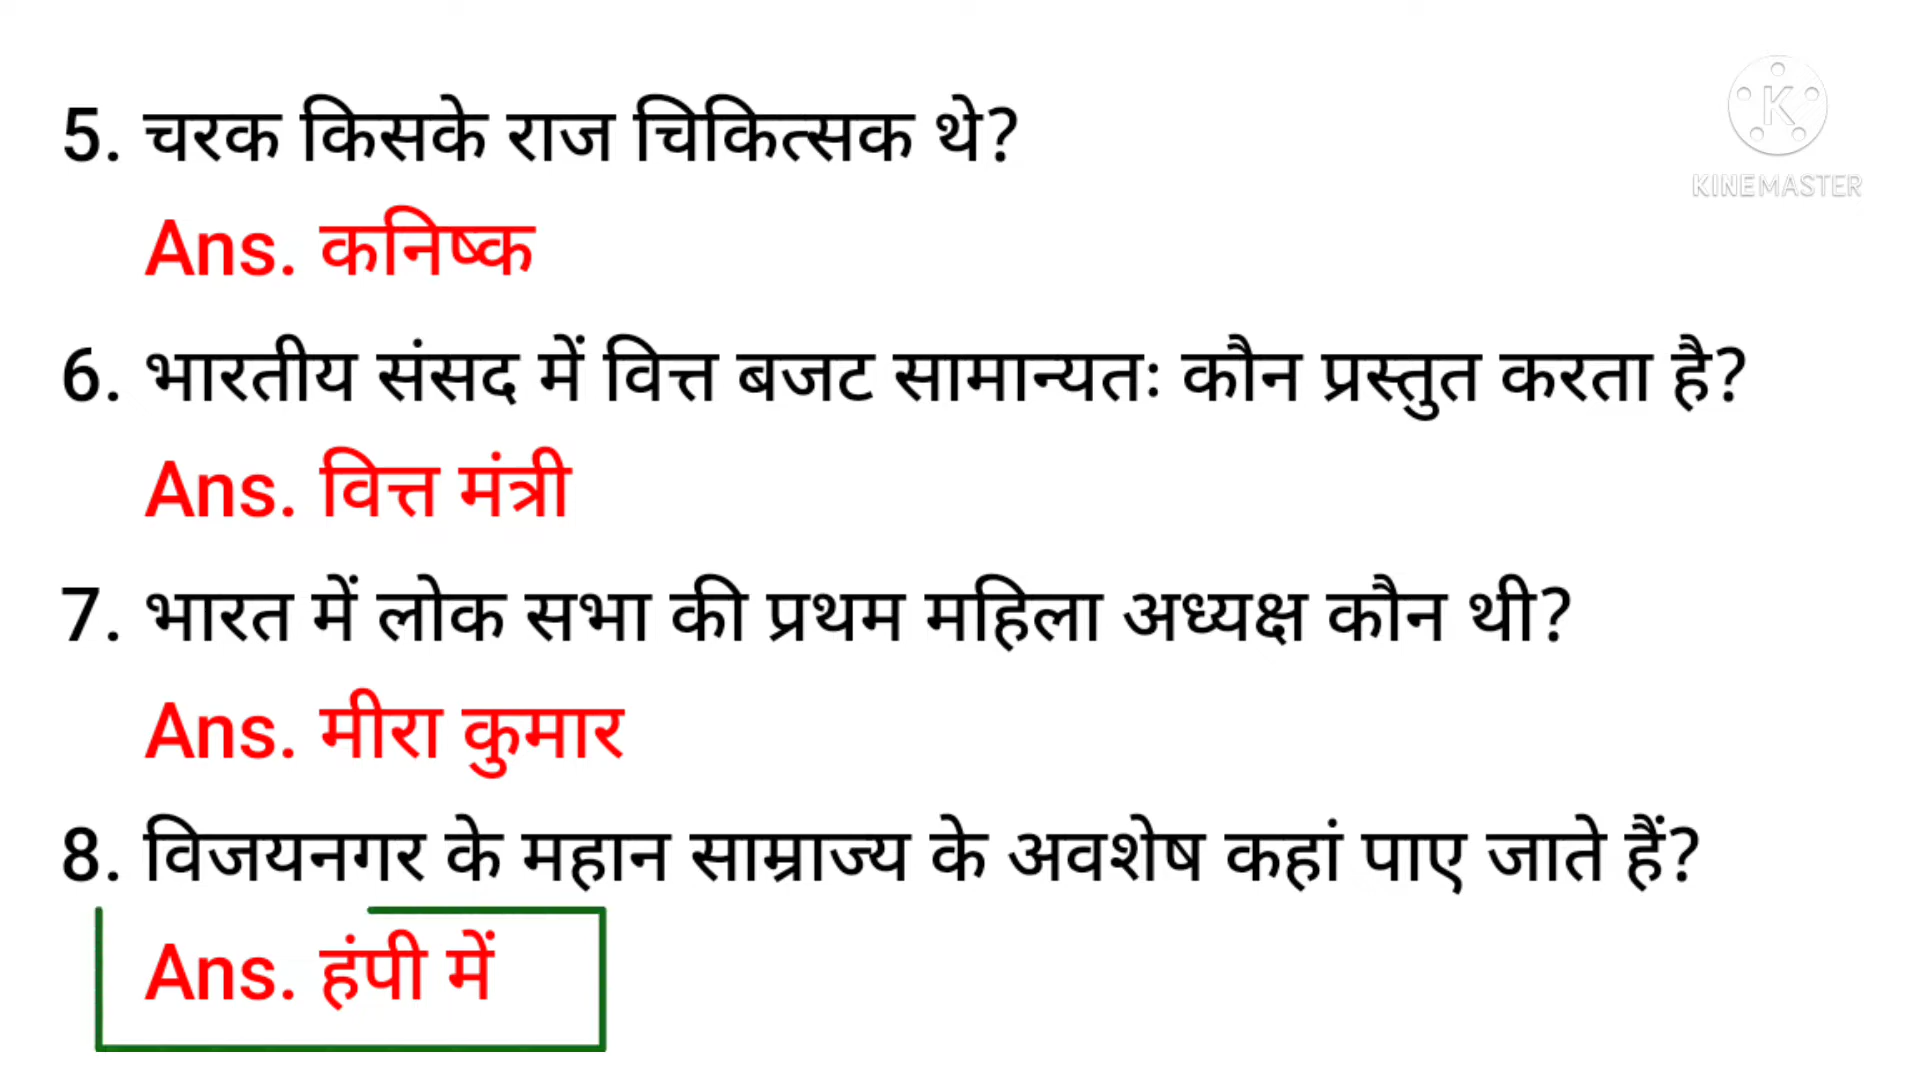 5. चरक किसके राज चिकित्सक थे?
KINEMASTER
Ans. कनिष्क
6. भारतीय संसद में वित्त बजट सामान्यतः कौन प्रस्तुत करता है?
Ans. वित्त मंत्री
7. भारत में लोक सभा की प्रथम महिला अध्यक्ष कौन थी?
Ans. मीरा कुमार
8. विजयनगर के महान साम्राज्य के अवशेष कहां पाए जाते हैं?
Ans. हंपी में